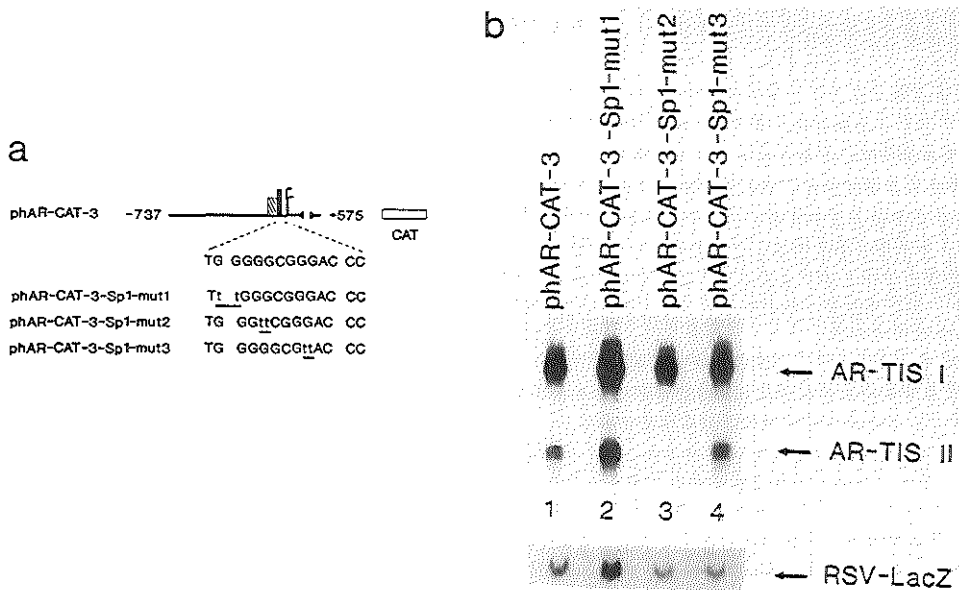 a
phAR-CAT-3 -737 -575
CAT
TG GGGGCGGGAC CC
phAR-CAT-3-Sp1-mut1 Tt tGGGCGGGAC CC
phAR-CAT-3-Sp1-mut2 TG GGttCGGGAC CC
phAR-CAT-3-Sp1-mut3 TG GGGGCGttAC CC
b
phAR-CAT-3
phAR-CAT-3-Sp1-mut1
phAR-CAT-3-Sp1-mut2
phAR-CAT-3-Sp1-mut3
AR-TIS I
AR-TIS II
1 2 3 4
RSV-LacZ